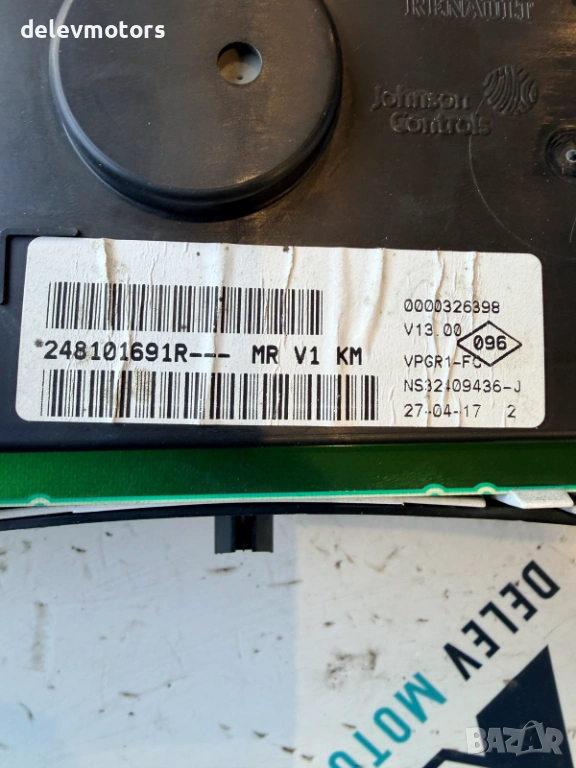 delevmotors
RENAULT
Johnson
Controls
0000326398
V13.00
096
*248101691R--- MR V1 KM
VPGR1-FC
NS32-09436-J
27-04-17 2
DELEV MOTO
BAZAR